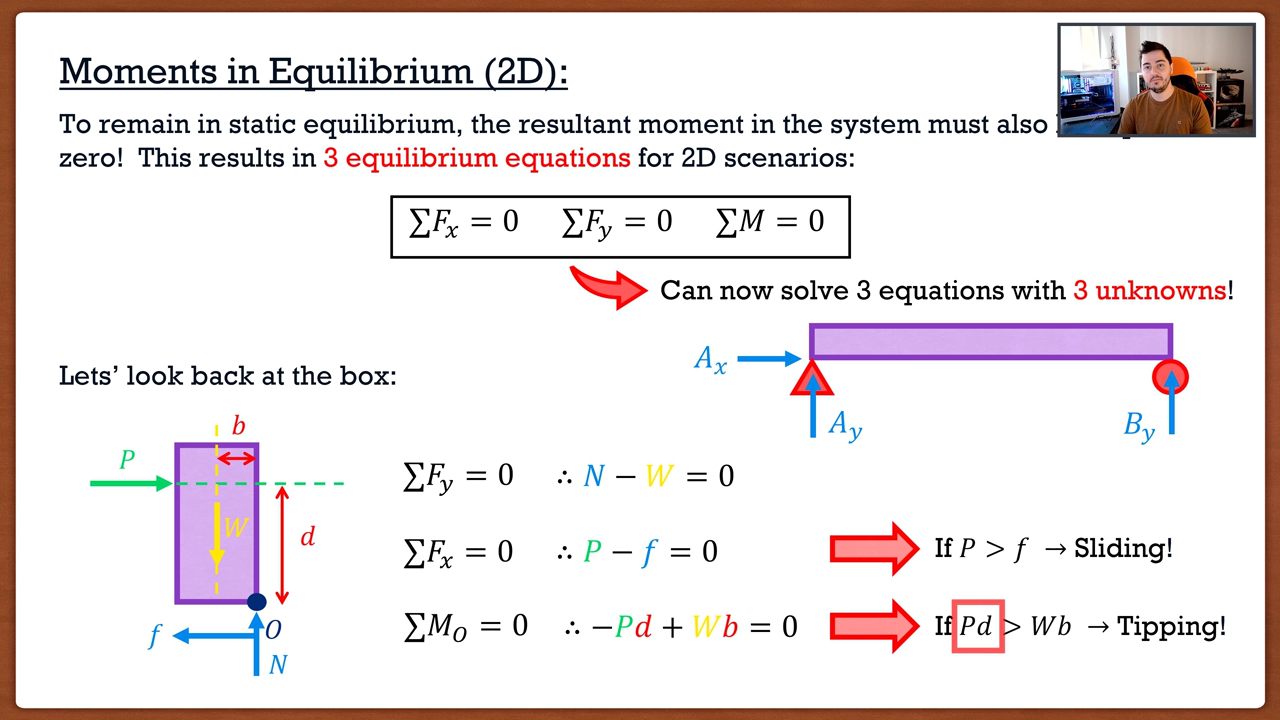 Moments in Equilibrium (2D):
To remain in static equilibrium, the resultant moment in the system must also
zero! This results in 3 equilibrium equations for 2D scenarios:
∑Fx = 0 ∑Fy = 0 ∑M = 0
Can now solve 3 equations with 3 unknowns!
Ax
Ay
By
Lets' look back at the box:
b
P
W
d
f
O
N
∑Fy = 0 ∴ N − W = 0
∑Fx = 0 ∴ P − f = 0
If P > f → Sliding!
∑MO = 0 ∴ −Pd + Wb = 0
If Pd > Wb → Tipping!